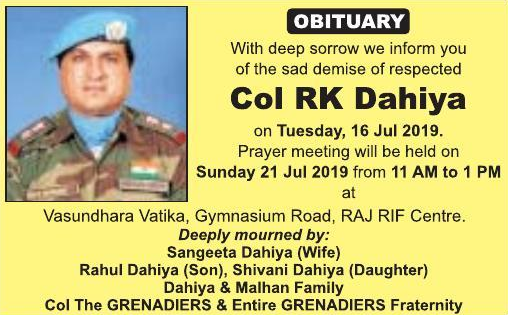 OBITUARY
With deep sorrow we inform you
of the sad demise of respected
Col RK Dahiya
on Tuesday, 16 Jul 2019.
Prayer meeting will be held on
Sunday 21 Jul 2019 from 11 AM to 1 PM
at
Vasundhara Vatika, Gymnasium Road, RAJ RIF Centre.
Deeply mourned by:
Sangeeta Dahiya (Wife)
Rahul Dahiya (Son), Shivani Dahiya (Daughter)
Dahiya & Malhan Family
Col The GRENADIERS & Entire GRENADIERS Fraternity